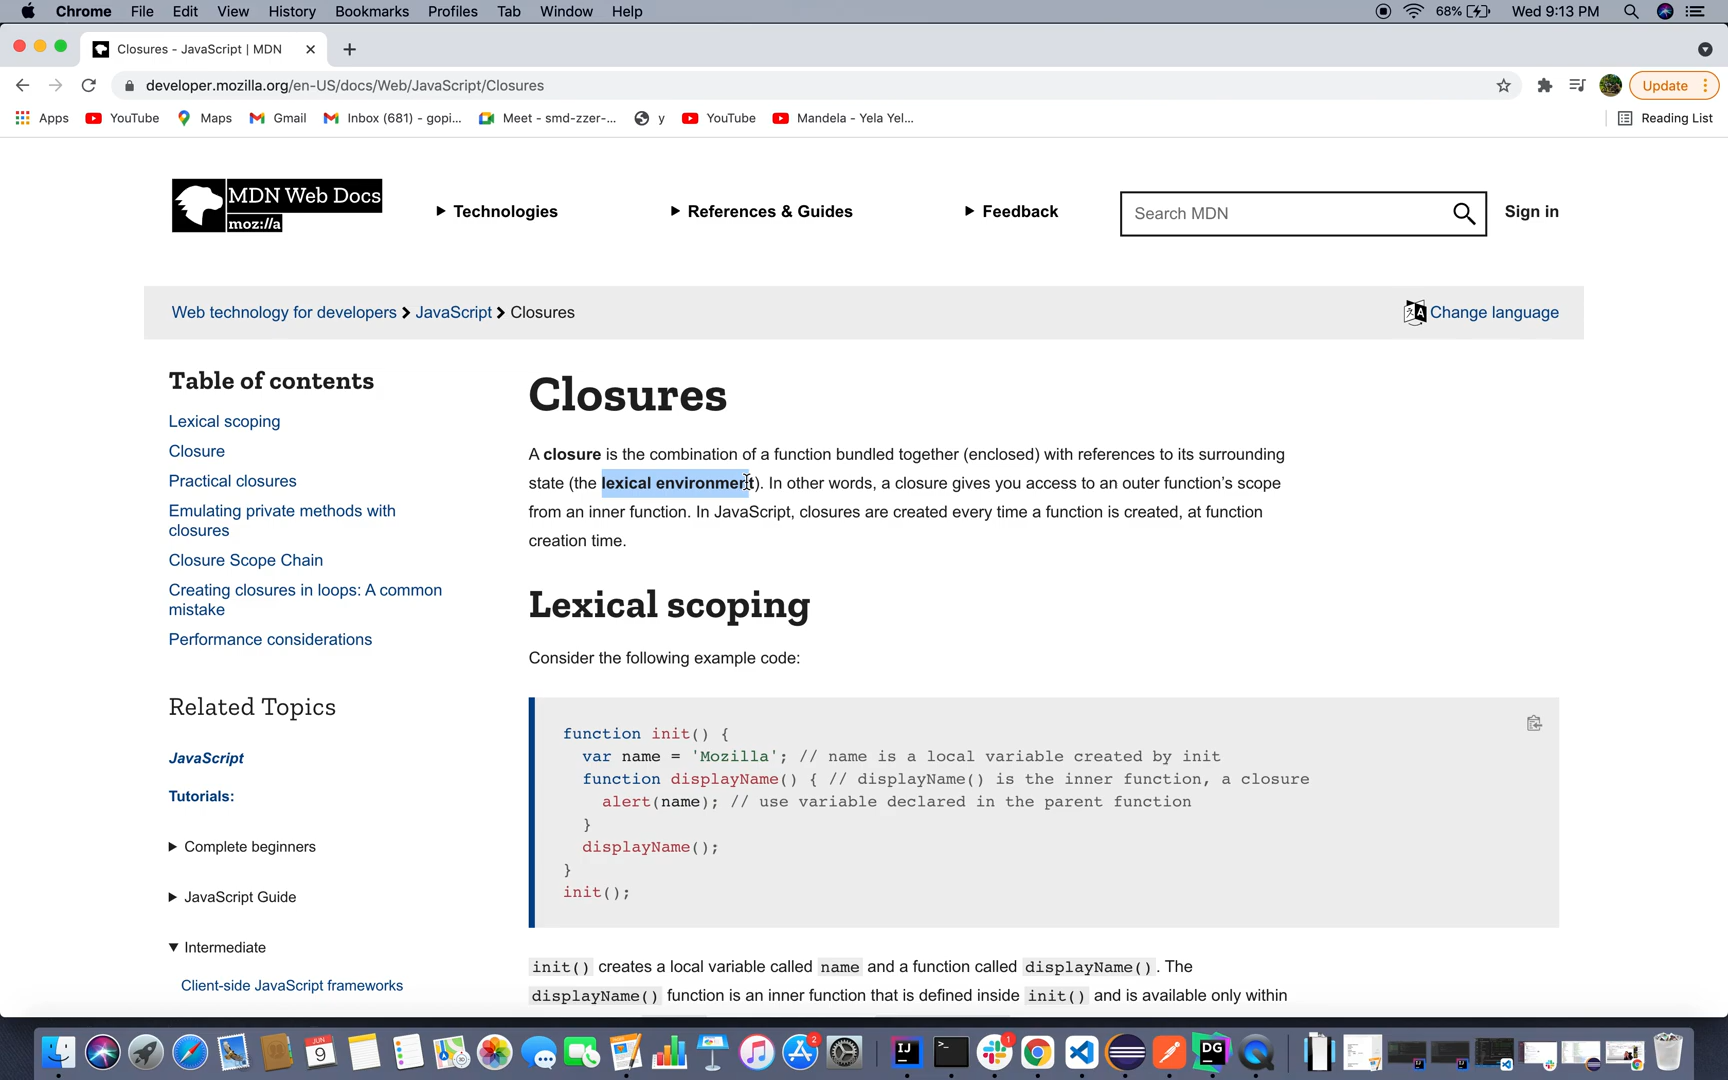 Chrome File Edit View History Bookmarks Profiles Tab Window Help 68% Wed 9:13 PM
Closures - JavaScript | MDN
developer.mozilla.org/en-US/docs/Web/JavaScript/Closures Update
Apps YouTube Maps Gmail Inbox (681) - gopi... Meet - smd-zzer-... y YouTube Mandela - Yela Yel... Reading List
MDN Web Docs
moz://a
Technologies References & Guides Feedback Search MDN Sign in
Web technology for developers JavaScript Closures Change language
Table of contents
Lexical scoping
Closure
Practical closures
Emulating private methods with
closures
Closure Scope Chain
Creating closures in loops: A common
mistake
Performance considerations
Related Topics
JavaScript
Tutorials:
Complete beginners
JavaScript Guide
Intermediate
Client-side JavaScript frameworks
Closures
A closure is the combination of a function bundled together (enclosed) with references to its surrounding
state (the lexical environment). In other words, a closure gives you access to an outer function’s scope
from an inner function. In JavaScript, closures are created every time a function is created, at function
creation time.
Lexical scoping
Consider the following example code:
function init() {
var name = 'Mozilla'; // name is a local variable created by init
function displayName() { // displayName() is the inner function, a closure
alert(name); // use variable declared in the parent function
}
displayName();
}
init();
init() creates a local variable called name and a function called displayName(). The
displayName() function is an inner function that is defined inside init() and is available only within
JUN
9
2
IJ
>_
1
DG